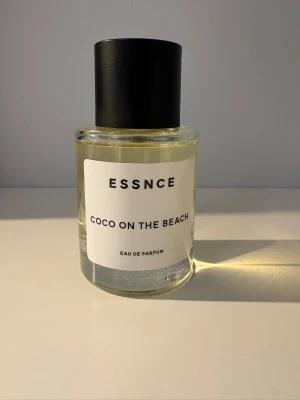 ESSNCE
COCO ON THE BEACH
EAU DE PARFUM